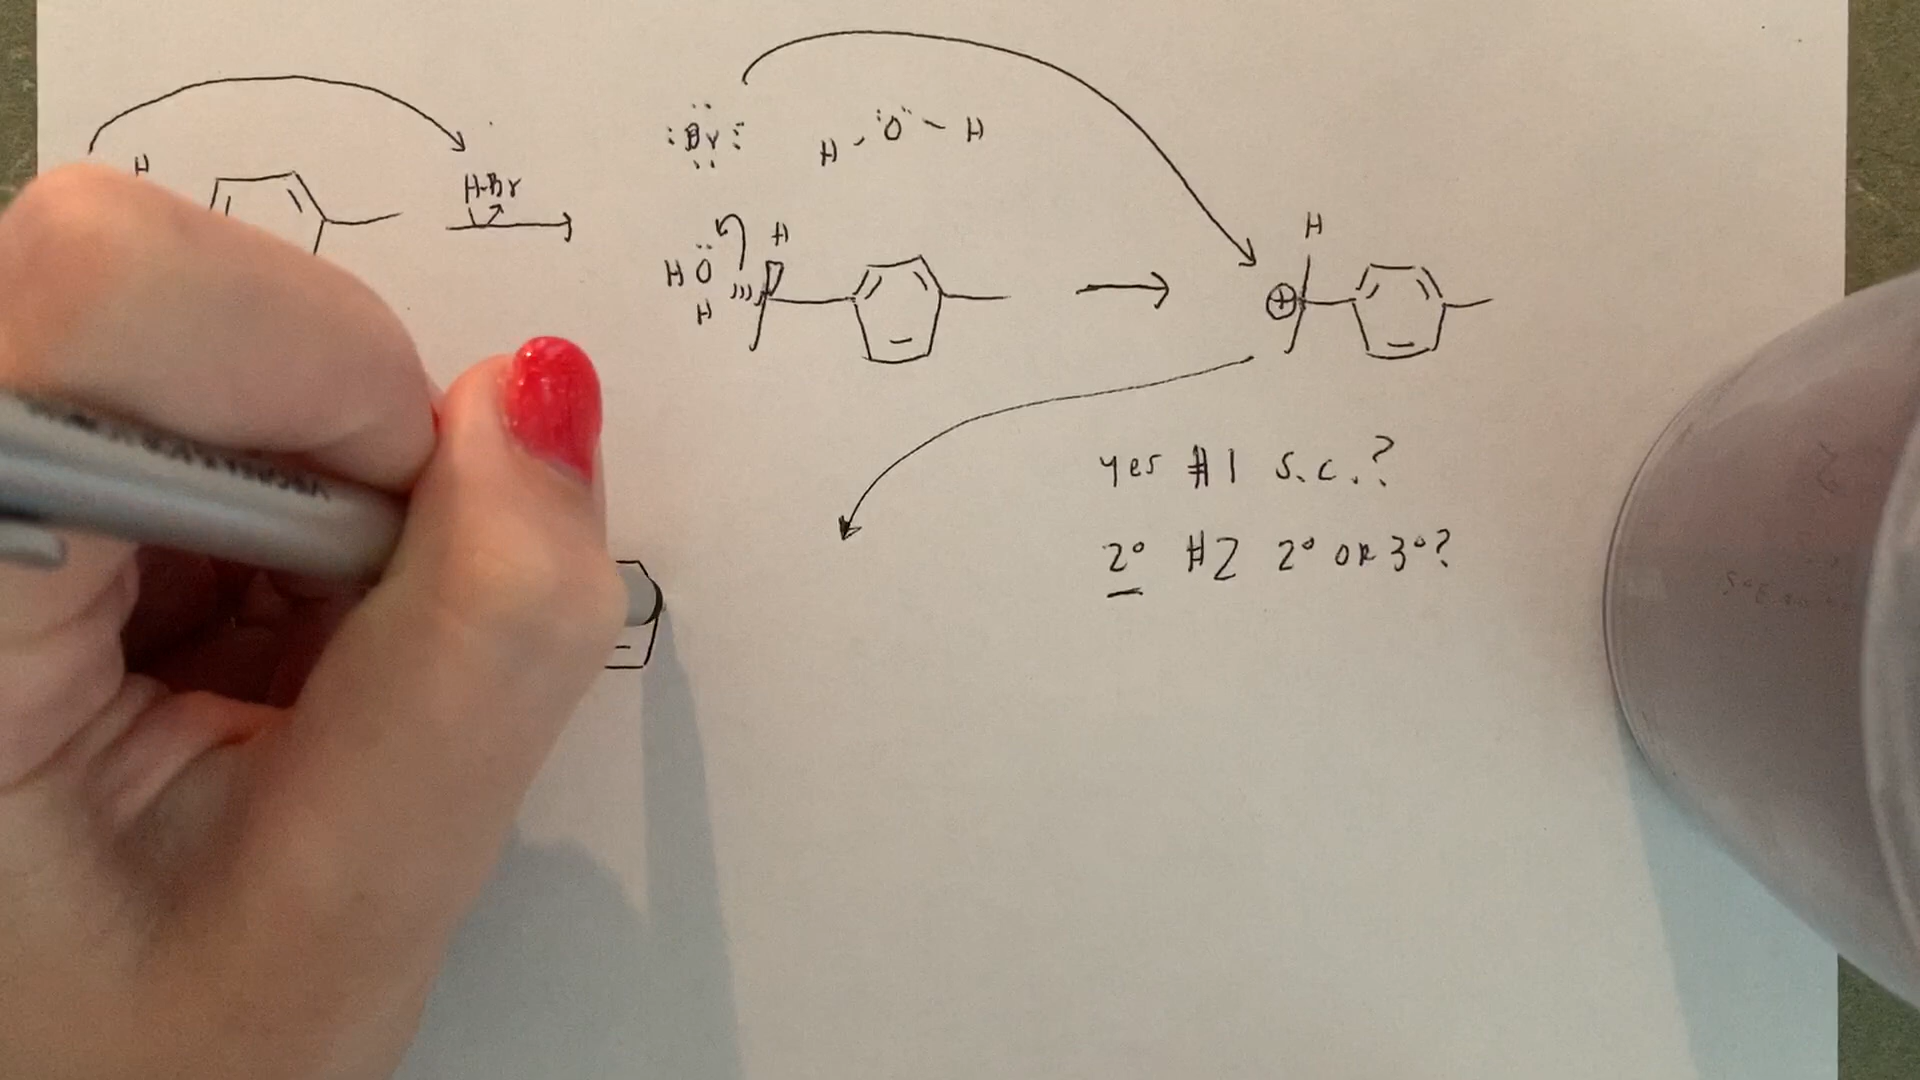 H
H-Br
:Br:
H-O-H
H
HO
H
H
⊕
yes #1 s.c.?
2° #2 2° or 3°?